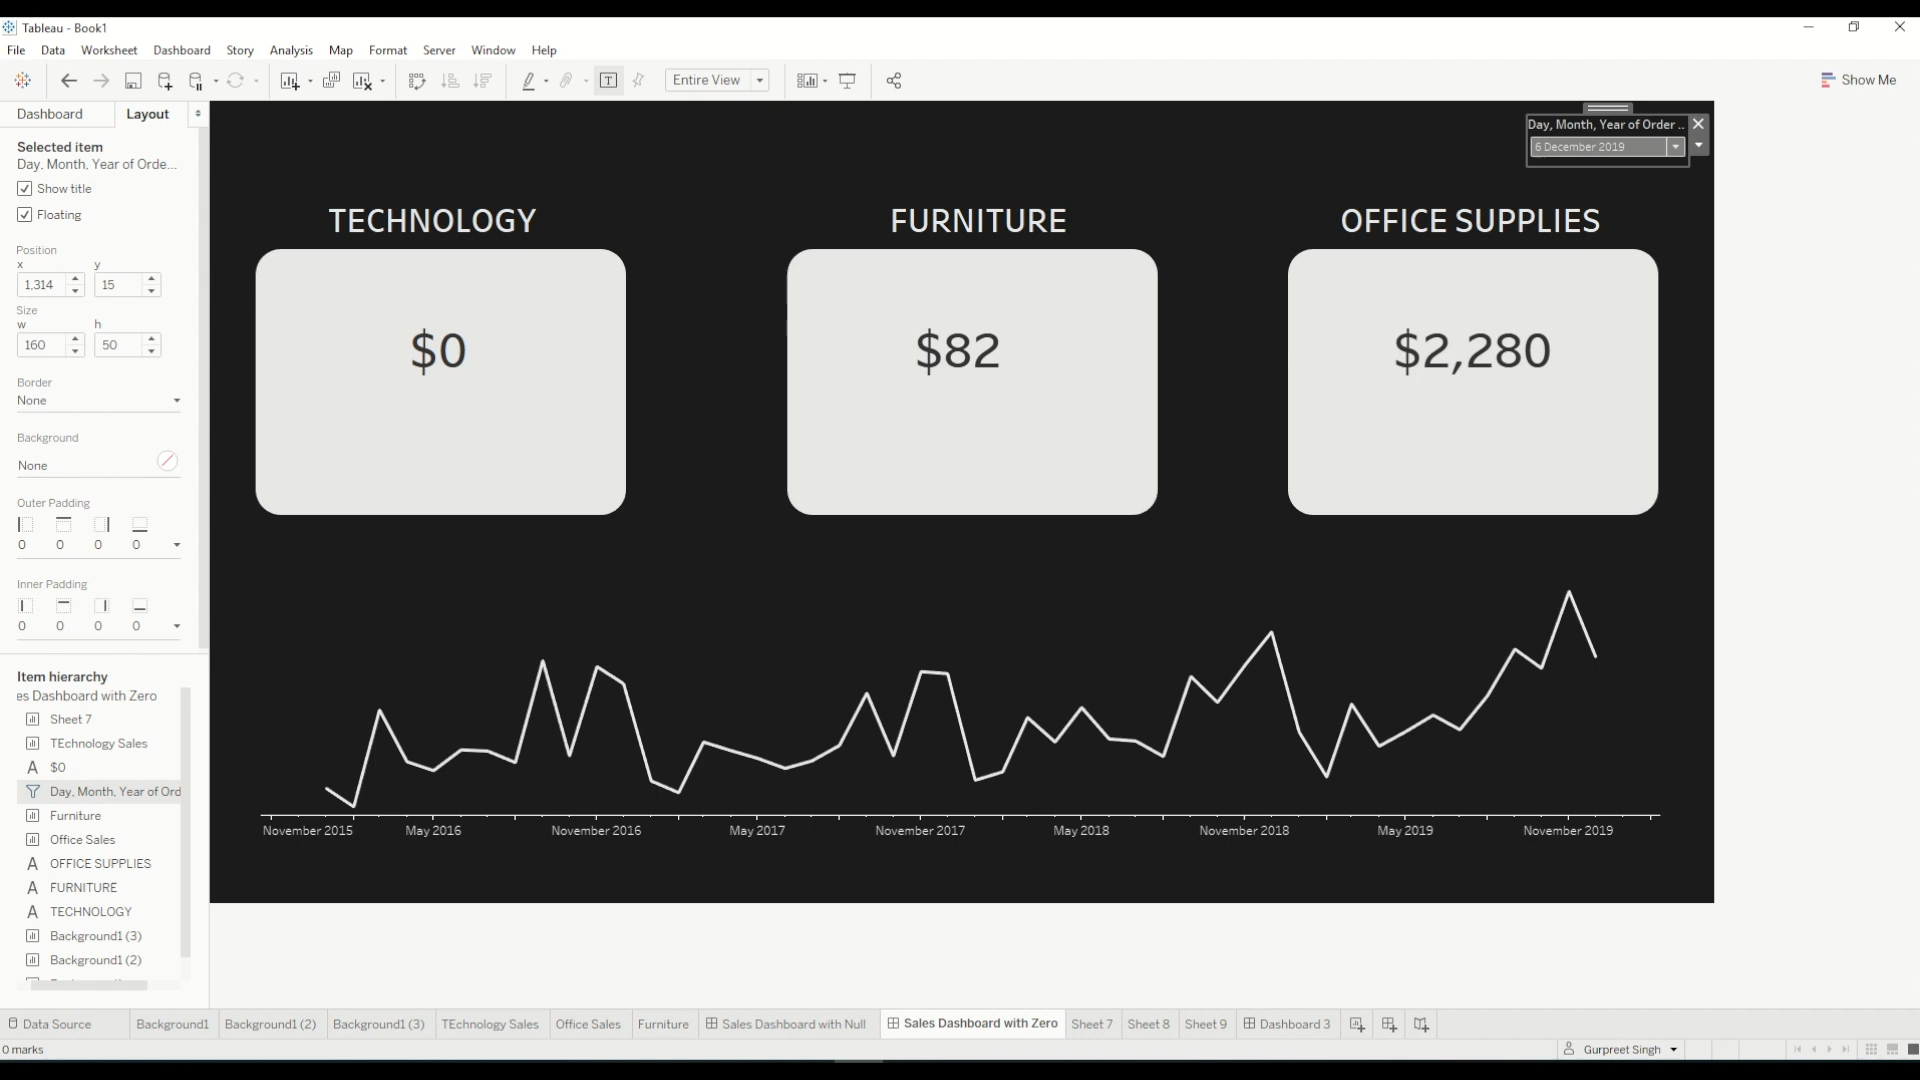 Tableau - Book1
File Data Worksheet Dashboard Story Analysis Map Format Server Window Help
Entire View
Show Me
Dashboard Layout
Selected item
Day, Month, Year of Orde...
Show title
Floating
Position
x y
1,314 15
Size
w h
160 50
Border
None
Background
None
Outer Padding
0 0 0 0
Inner Padding
0 0 0 0
Item hierarchy
es Dashboard with Zero
Sheet 7
TEchnology Sales
A $0
Day, Month, Year of Ord
Furniture
Office Sales
A OFFICE SUPPLIES
A FURNITURE
A TECHNOLOGY
Background1 (3)
Background1 (2)
Day, Month, Year of Order ..
6 December 2019
TECHNOLOGY FURNITURE OFFICE SUPPLIES
$0 $82 $2,280
November 2015 May 2016 November 2016 May 2017 November 2017 May 2018 November 2018 May 2019 November 2019
Data Source Background1 Background1 (2) Background1 (3) TEchnology Sales Office Sales Furniture Sales Dashboard with Null Sales Dashboard with Zero Sheet 7 Sheet 8 Sheet 9 Dashboard 3
0 marks Gurpreet Singh